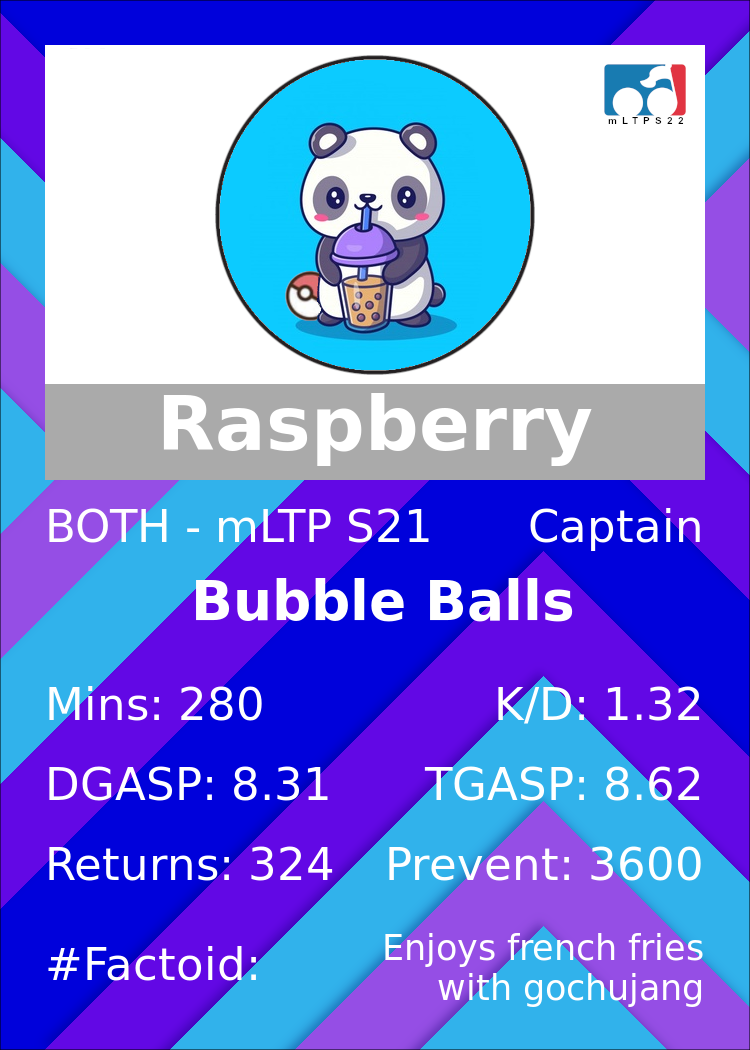 mLTPS22
Raspberry
BOTH - mLTP S21 Captain
Bubble Balls
Mins: 280 K/D: 1.32
DGASP: 8.31 TGASP: 8.62
Returns: 324 Prevent: 3600
#Factoid: Enjoys french fries
with gochujang